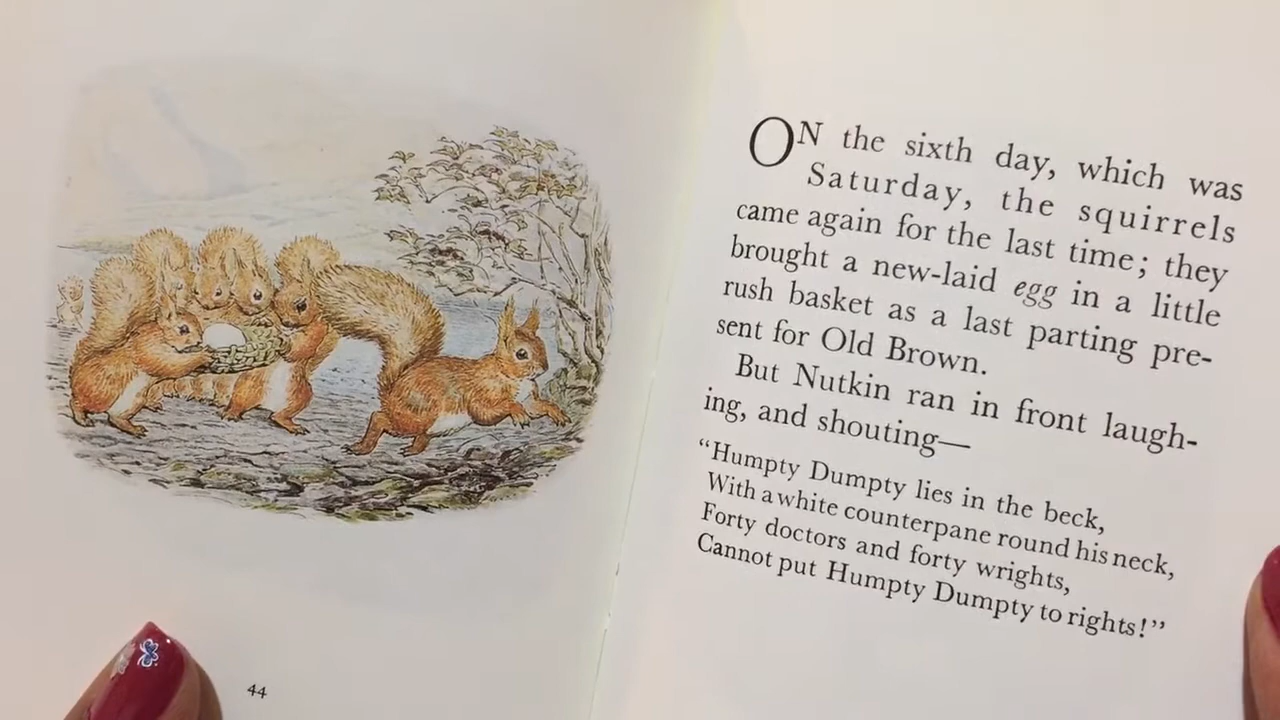 44
ON the sixth day, which was
Saturday, the squirrels
came again for the last time; they
brought a new-laid egg in a little
rush basket as a last parting pre-
sent for Old Brown.
But Nutkin ran in front laugh-
ing, and shouting—
“Humpty Dumpty lies in the beck,
With a white counterpane round his neck,
Forty doctors and forty wrights,
Cannot put Humpty Dumpty to rights!”